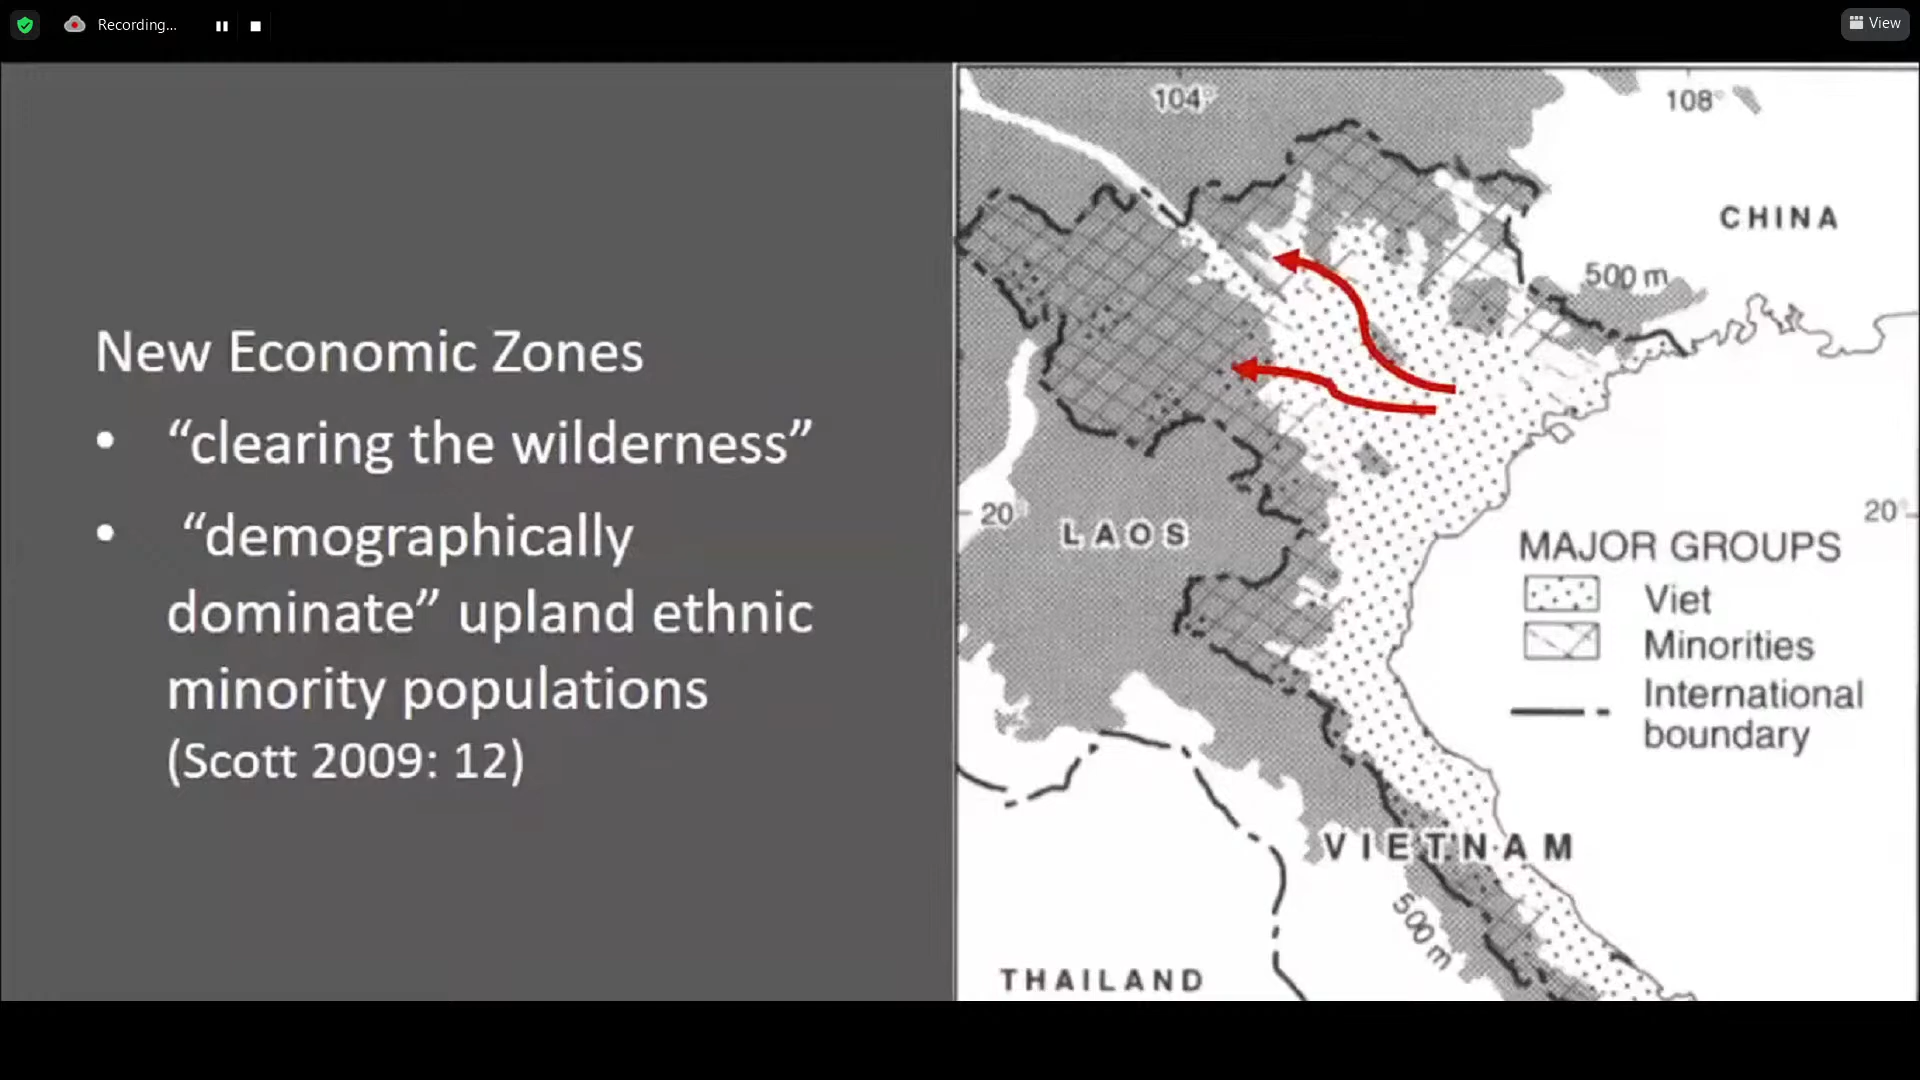 Recording...
View
New Economic Zones
• “clearing the wilderness”
• “demographically
dominate” upland ethnic
minority populations
(Scott 2009: 12)
104°
108°
CHINA
500 m
20°
LAOS
20°
MAJOR GROUPS
Viet
Minorities
International
boundary
VIETNAM
500 m
THAILAND